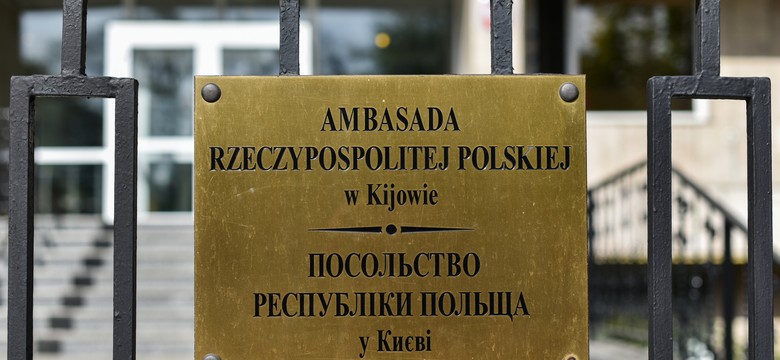 AMBASADA
RZECZYPOSPOLITEJ POLSKIEJ
w Kijowie
ПОСОЛЬСТВО
РЕСПУБЛІКИ ПОЛЬЩА
у Києві